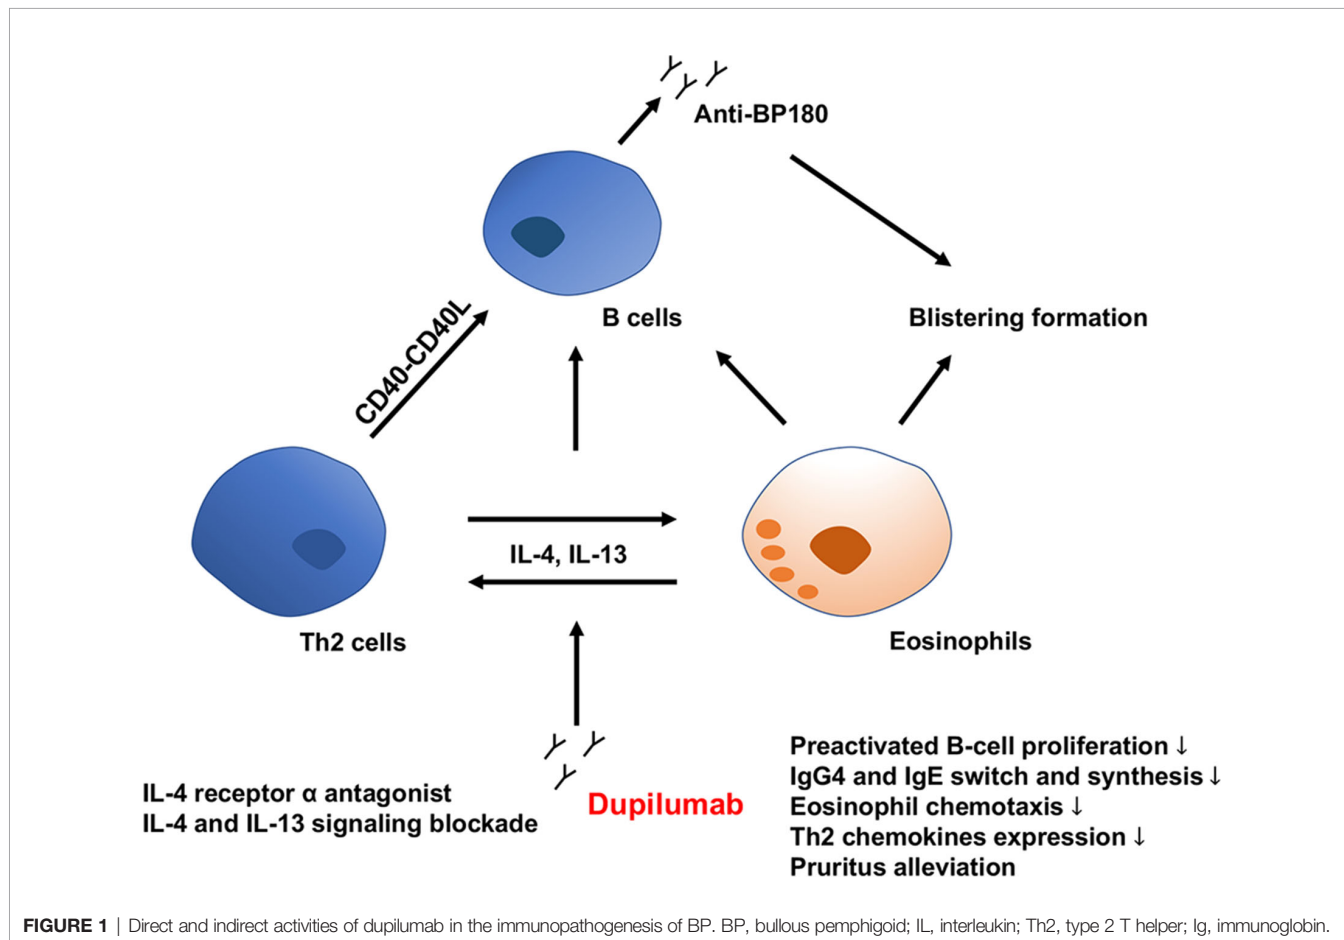 Anti-BP180
B cells
Blistering formation
CD40-CD40L
IL-4, IL-13
Th2 cells
Eosinophils
IL-4 receptor α antagonist
IL-4 and IL-13 signaling blockade
Dupilumab
Preactivated B-cell proliferation ↓
IgG4 and IgE switch and synthesis ↓
Eosinophil chemotaxis ↓
Th2 chemokines expression ↓
Pruritus alleviation
FIGURE 1 | Direct and indirect activities of dupilumab in the immunopathogenesis of BP. BP, bullous pemphigoid; IL, interleukin; Th2, type 2 T helper; Ig, immunoglobin.